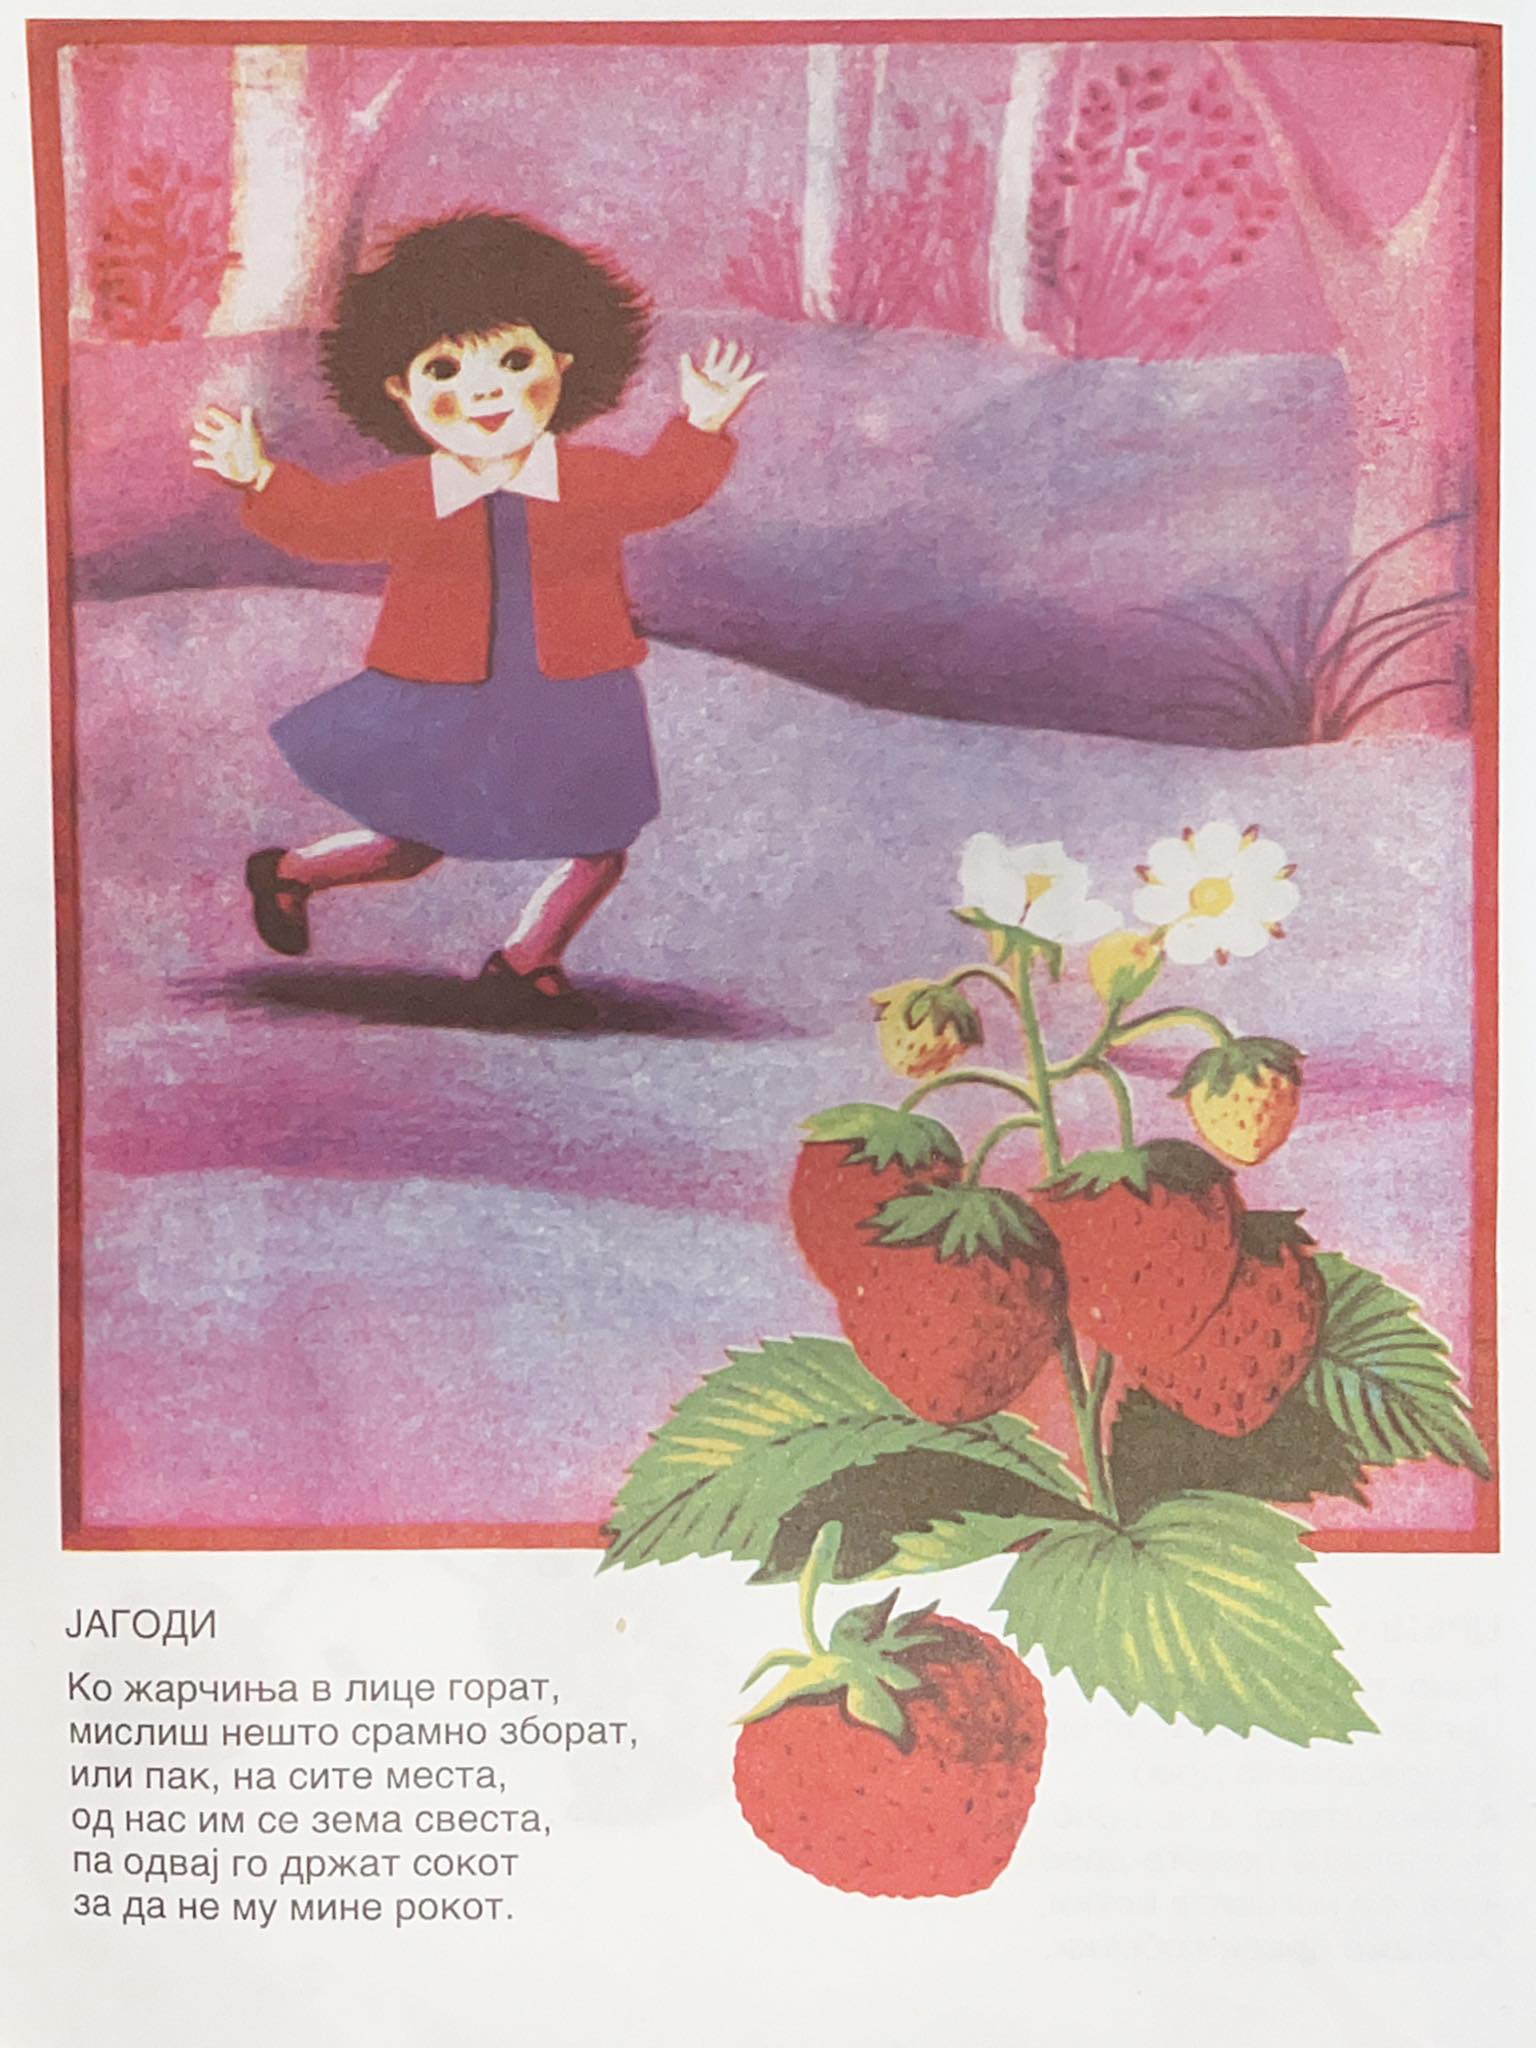 ЈАГОДИ
Ко жарчиња в лице горат,
мислиш нешто срамно зборат,
или пак, на сите места,
од нас им се зема свеста,
па одвај го држат сокот
за да не му мине рокот.